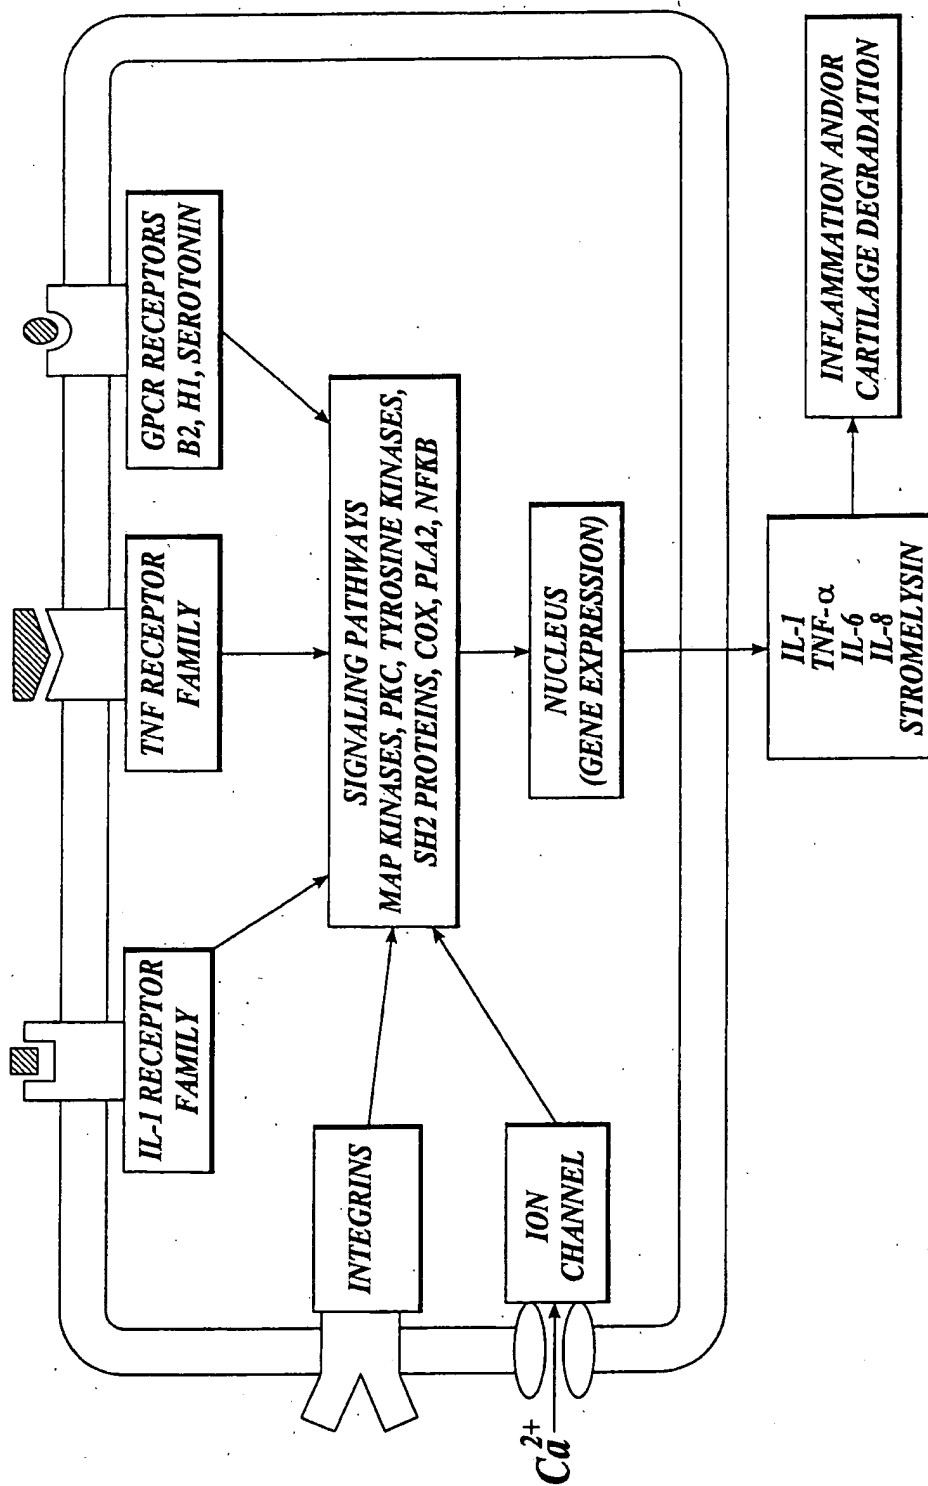 IL-1 RECEPTOR
FAMILY
TNF RECEPTOR
FAMILY
GPCR RECEPTORS
B2, H1, SEROTONIN
INTEGRINS
SIGNALING PATHWAYS
MAP KINASES, PKC, TYROSINE KINASES,
SH2 PROTEINS, COX, PLA2, NFKB
Ca2+
ION
CHANNEL
NUCLEUS
(GENE EXPRESSION)
IL-1
TNF-α
IL-6
IL-8
STROMELYSIN
INFLAMMATION AND/OR
CARTILAGE DEGRADATION